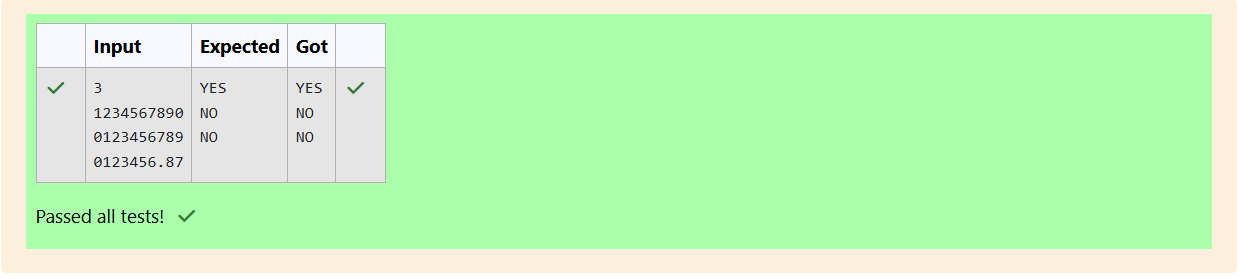 Input Expected Got
3 YES YES
1234567890 NO NO
0123456789 NO NO
0123456.87
Passed all tests!